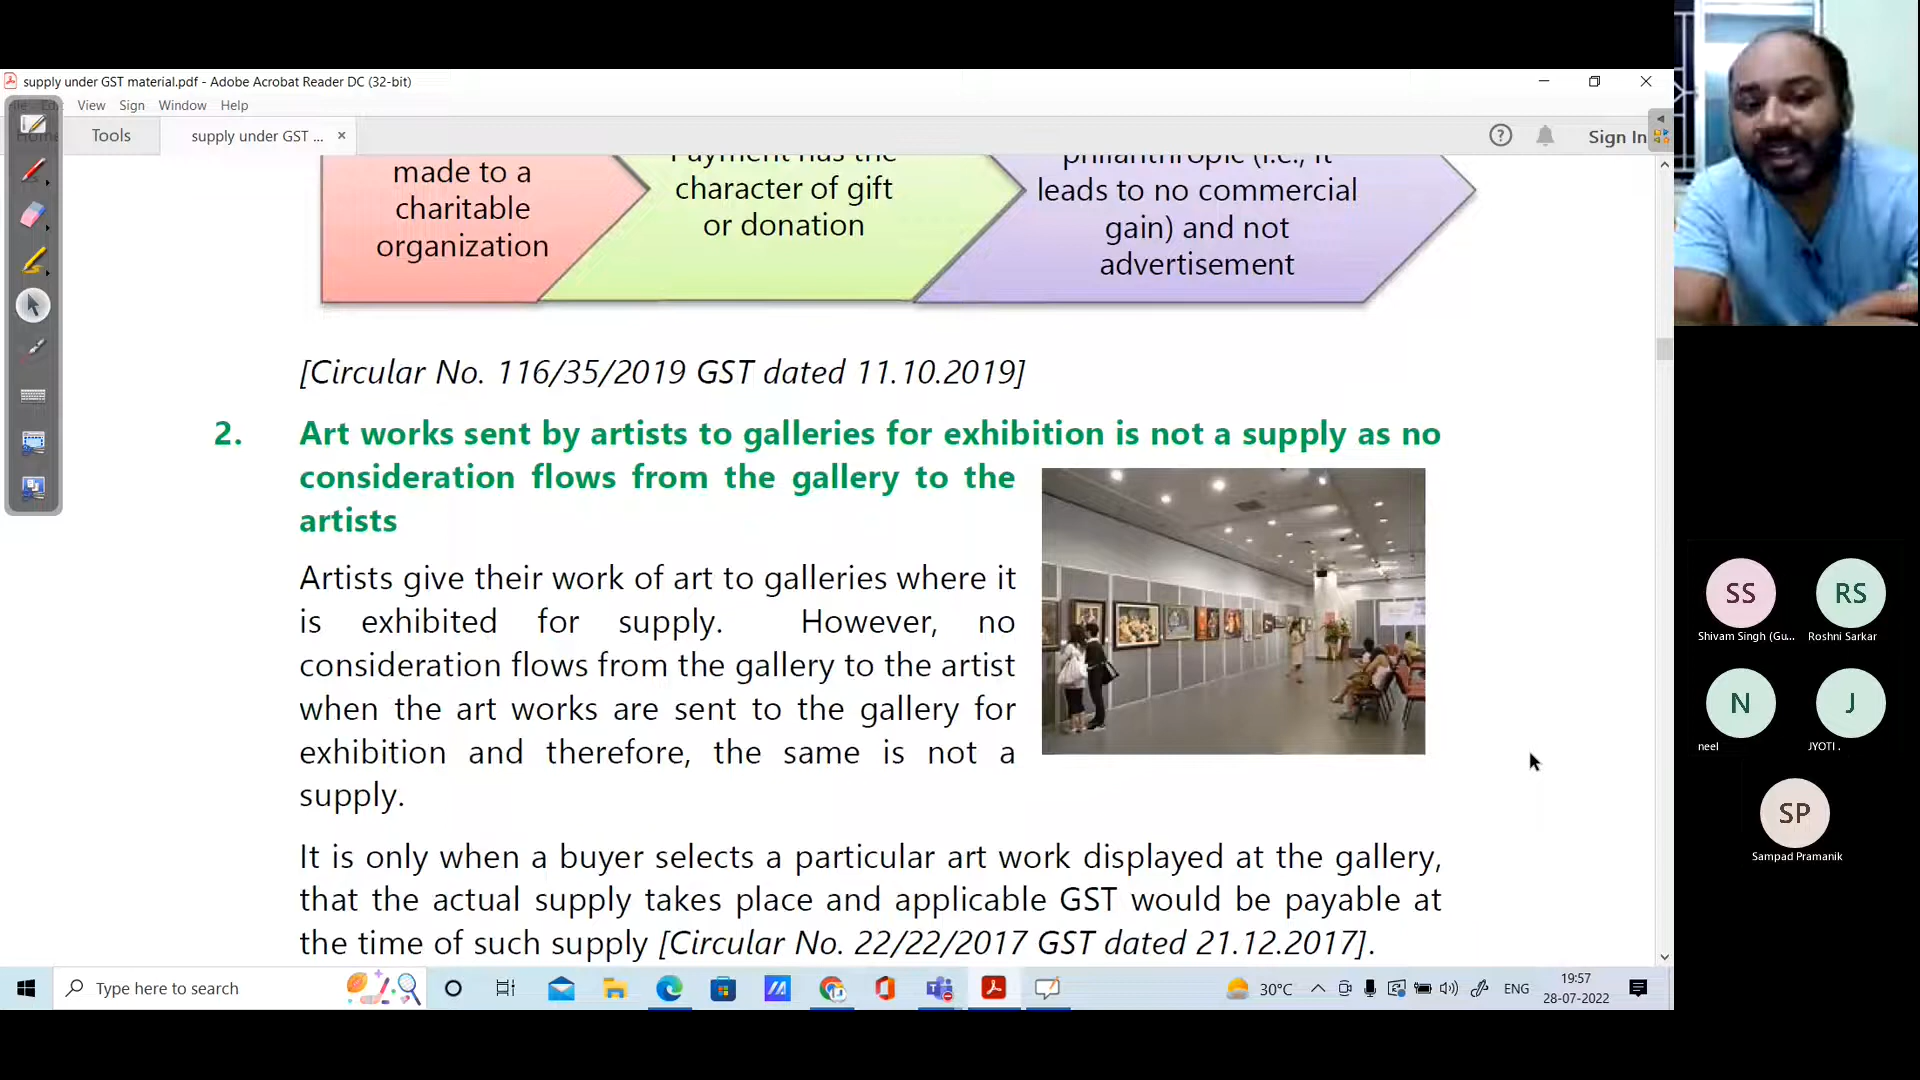 supply under GST material.pdf - Adobe Acrobat Reader DC (32-bit)
View Sign Window Help
Tools
supply under GST ...
Sign In
made to a
charitable
organization
Payment has the
character of gift
or donation
philanthropic (i.e., it
leads to no commercial
gain) and not
advertisement
[Circular No. 116/35/2019 GST dated 11.10.2019]
2. Art works sent by artists to galleries for exhibition is not a supply as no
consideration flows from the gallery to the
artists
Artists give their work of art to galleries where it
is exhibited for supply. However, no
consideration flows from the gallery to the artist
when the art works are sent to the gallery for
exhibition and therefore, the same is not a
supply.
It is only when a buyer selects a particular art work displayed at the gallery,
that the actual supply takes place and applicable GST would be payable at
the time of such supply [Circular No. 22/22/2017 GST dated 21.12.2017].
SS
RS
Shivam Singh (Gu...
Roshni Sarkar
N
J
neel
JYOTI .
SP
Sampad Pramanik
Type here to search
30°C
ENG
19:57
28-07-2022